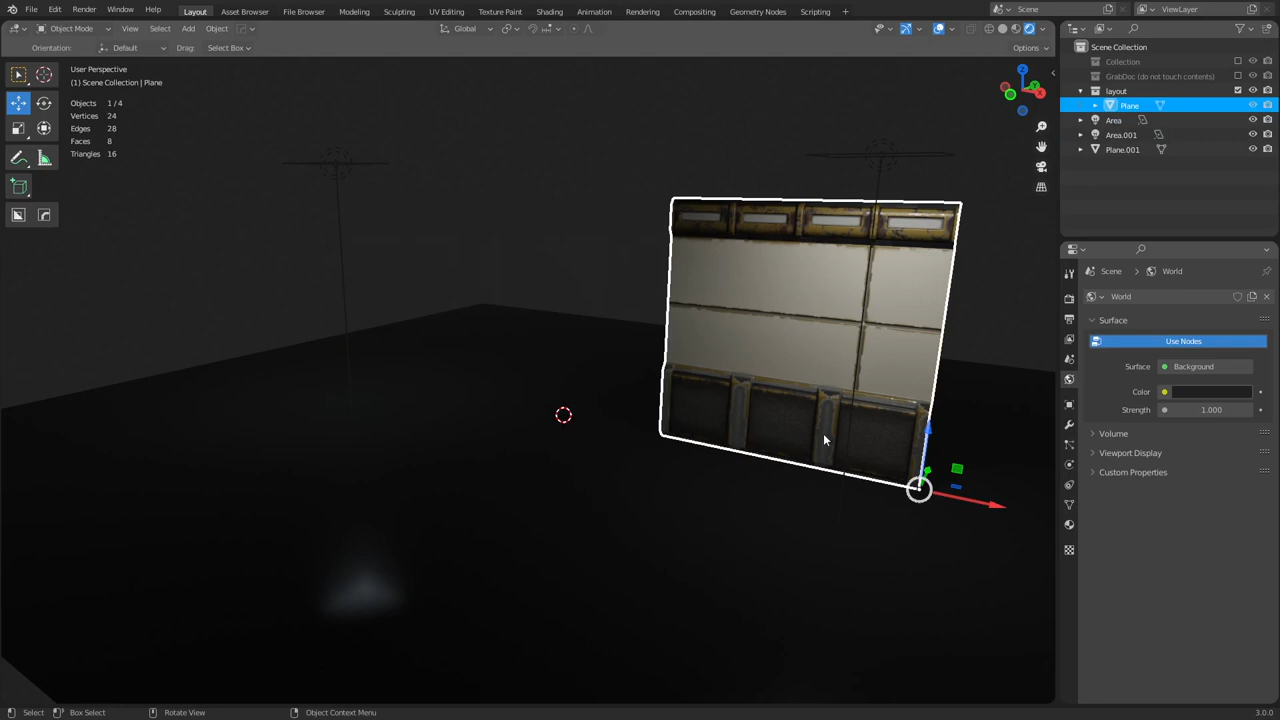 File Edit Render Window Help Layout Asset Browser File Browser Modeling Sculpting UV Editing Texture Paint Shading Animation Rendering Compositing Geometry Nodes Scripting + Scene ViewLayer
Object Mode View Select Add Object Global
Orientation: Default Drag: Select Box Options
User Perspective
(1) Scene Collection | Plane
Objects 1 / 4
Vertices 24
Edges 28
Faces 8
Triangles 16
X
Y
Z
Scene Collection
Collection
GrabDoc (do not touch contents)
layout
Plane
Area
Area.001
Plane.001
Scene > World
World
Surface
Use Nodes
Surface Background
Color
Strength 1.000
Volume
Viewport Display
Custom Properties
Select Box Select Rotate View Object Context Menu 3.0.0